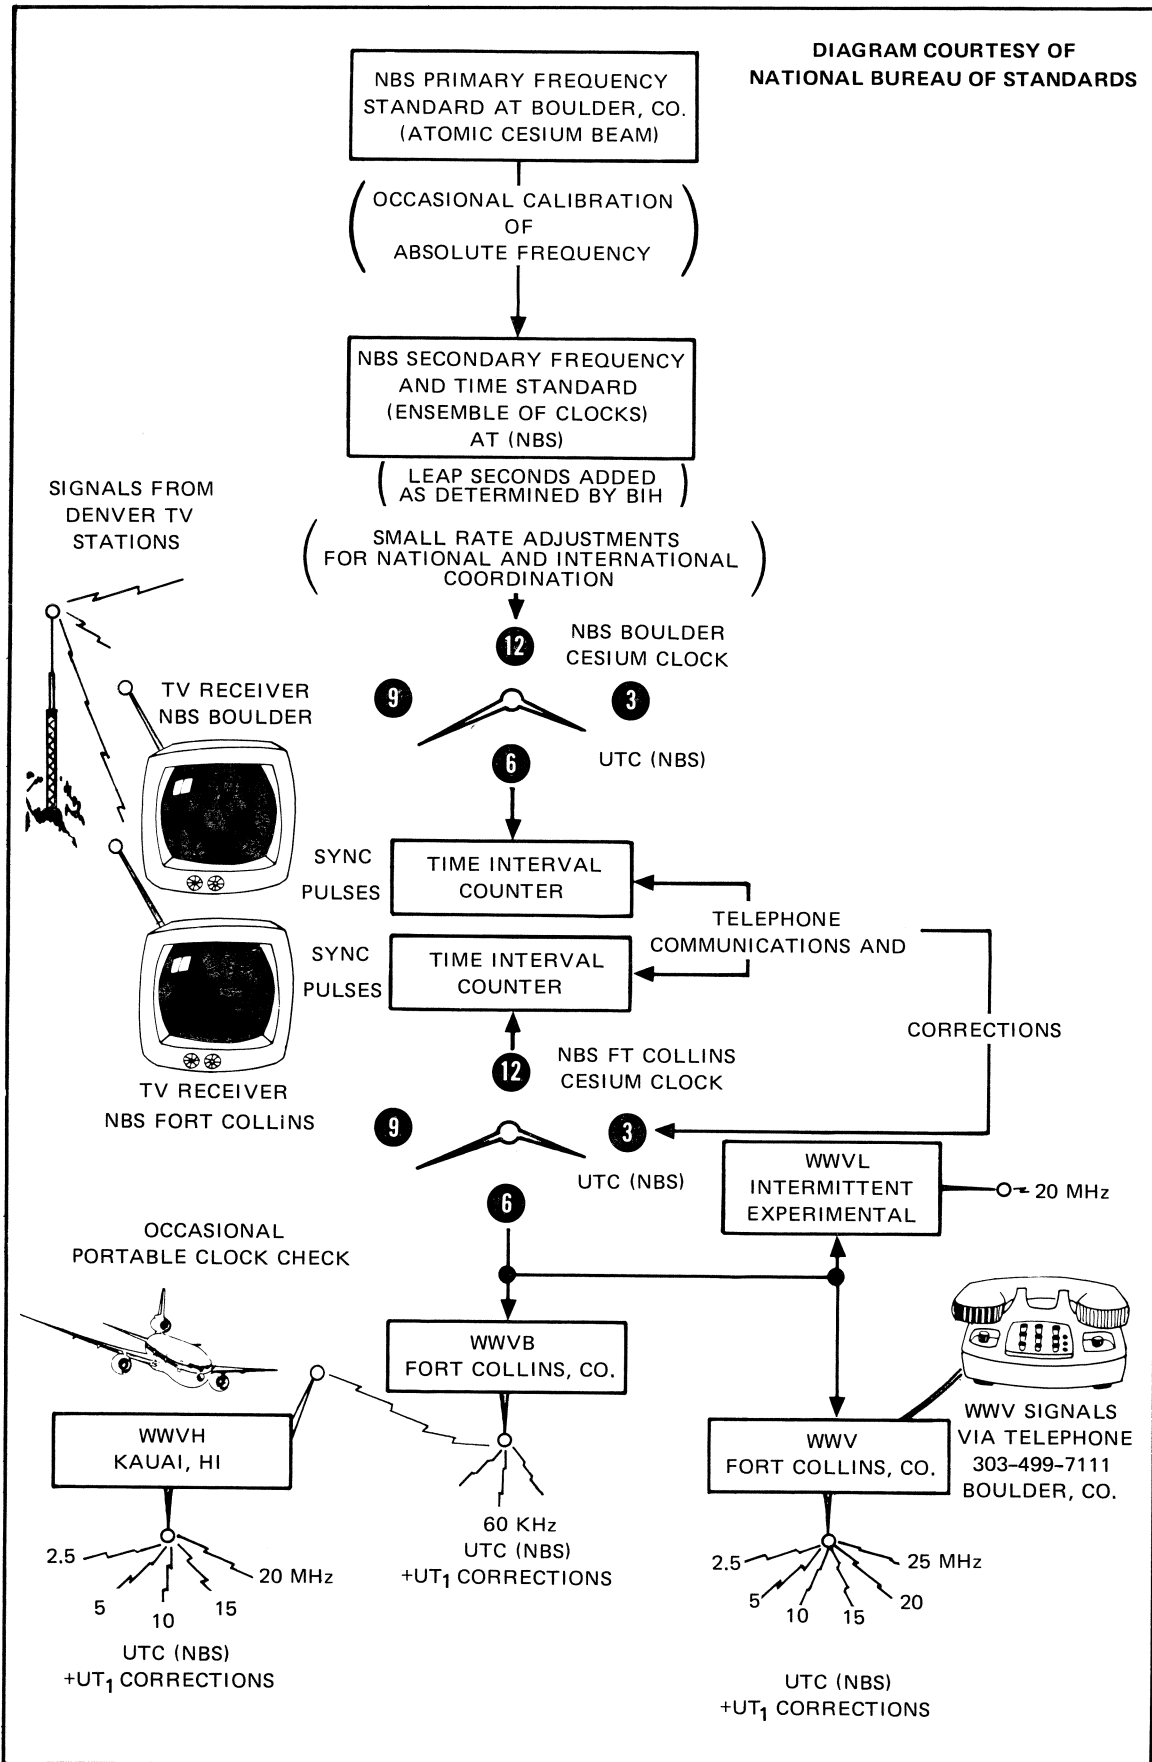 DIAGRAM COURTESY OF
NATIONAL BUREAU OF STANDARDS
NBS PRIMARY FREQUENCY
STANDARD AT BOULDER, CO.
(ATOMIC CESIUM BEAM)
(OCCASIONAL CALIBRATION
OF
ABSOLUTE FREQUENCY)
NBS SECONDARY FREQUENCY
AND TIME STANDARD
(ENSEMBLE OF CLOCKS)
AT (NBS)
(LEAP SECONDS ADDED
AS DETERMINED BY BIH)
(SMALL RATE ADJUSTMENTS
FOR NATIONAL AND INTERNATIONAL
COORDINATION)
SIGNALS FROM
DENVER TV
STATIONS
12
NBS BOULDER
CESIUM CLOCK
9
3
6
UTC (NBS)
TV RECEIVER
NBS BOULDER
SYNC
PULSES
TIME INTERVAL
COUNTER
TELEPHONE
COMMUNICATIONS AND
CORRECTIONS
SYNC
PULSES
TIME INTERVAL
COUNTER
TV RECEIVER
NBS FORT COLLiNS
12
NBS FT COLLINS
CESIUM CLOCK
9
3
6
UTC (NBS)
WWVL
INTERMITTENT
EXPERIMENTAL
20 MHz
OCCASIONAL
PORTABLE CLOCK CHECK
WWVB
FORT COLLINS, CO.
WWVH
KAUAI, HI
WWV
FORT COLLINS, CO.
WWV SIGNALS
VIA TELEPHONE
303-499-7111
BOULDER, CO.
2.5
5
10
15
20 MHz
UTC (NBS)
+UT1 CORRECTIONS
60 KHz
UTC (NBS)
+UT1 CORRECTIONS
2.5
5
10
15
20
25 MHz
UTC (NBS)
+UT1 CORRECTIONS